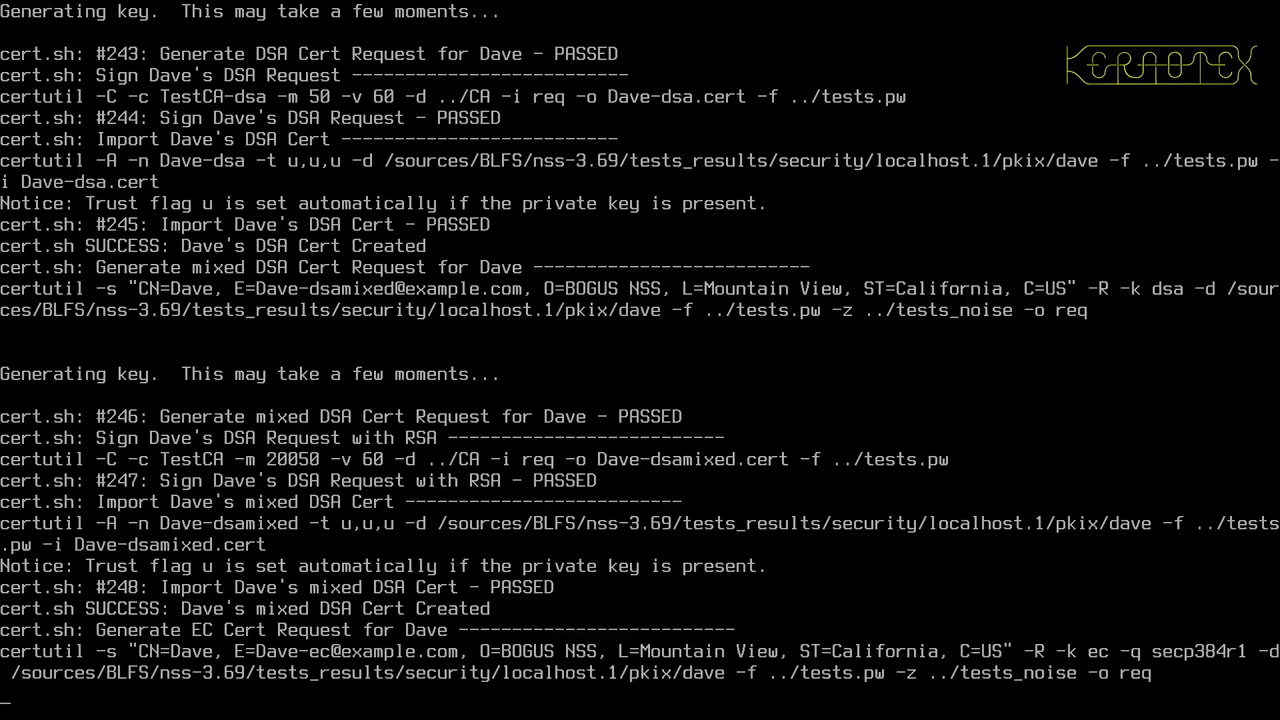 Generating key.  This may take a few moments...
KERNOTEX
cert.sh: #243: Generate DSA Cert Request for Dave - PASSED
cert.sh: Sign Dave's DSA Request --------------------------
certutil -C -c TestCA-dsa -m 50 -v 60 -d ../CA -i req -o Dave-dsa.cert -f ../tests.pw
cert.sh: #244: Sign Dave's DSA Request - PASSED
cert.sh: Import Dave's DSA Cert --------------------------
certutil -A -n Dave-dsa -t u,u,u -d /sources/BLFS/nss-3.69/tests_results/security/localhost.1/pkix/dave -f ../tests.pw -
i Dave-dsa.cert
Notice: Trust flag u is set automatically if the private key is present.
cert.sh: #245: Import Dave's DSA Cert - PASSED
cert.sh SUCCESS: Dave's DSA Cert Created
cert.sh: Generate mixed DSA Cert Request for Dave --------------------------
certutil -s "CN=Dave, E=Dave-dsamixed@example.com, O=BOGUS NSS, L=Mountain View, ST=California, C=US" -R -k dsa -d /sour
ces/BLFS/nss-3.69/tests_results/security/localhost.1/pkix/dave -f ../tests.pw -z ../tests_noise -o req
Generating key.  This may take a few moments...
cert.sh: #246: Generate mixed DSA Cert Request for Dave - PASSED
cert.sh: Sign Dave's DSA Request with RSA --------------------------
certutil -C -c TestCA -m 20050 -v 60 -d ../CA -i req -o Dave-dsamixed.cert -f ../tests.pw
cert.sh: #247: Sign Dave's DSA Request with RSA - PASSED
cert.sh: Import Dave's mixed DSA Cert --------------------------
certutil -A -n Dave-dsamixed -t u,u,u -d /sources/BLFS/nss-3.69/tests_results/security/localhost.1/pkix/dave -f ../tests
.pw -i Dave-dsamixed.cert
Notice: Trust flag u is set automatically if the private key is present.
cert.sh: #248: Import Dave's mixed DSA Cert - PASSED
cert.sh SUCCESS: Dave's mixed DSA Cert Created
cert.sh: Generate EC Cert Request for Dave --------------------------
certutil -s "CN=Dave, E=Dave-ec@example.com, O=BOGUS NSS, L=Mountain View, ST=California, C=US" -R -k ec -q secp384r1 -d
 /sources/BLFS/nss-3.69/tests_results/security/localhost.1/pkix/dave -f ../tests.pw -z ../tests_noise -o req
_